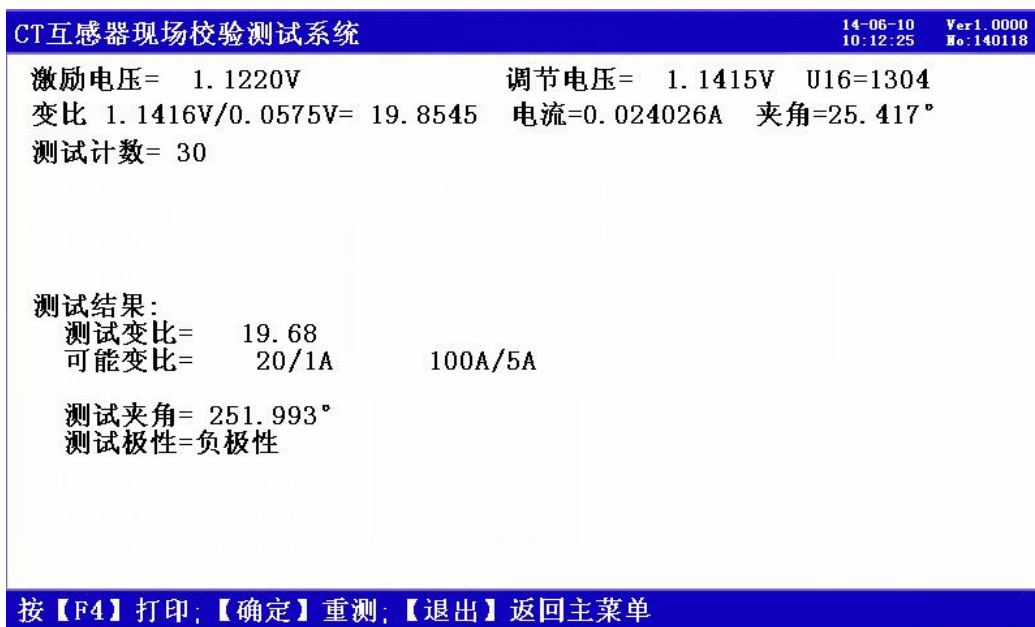 CT互感器现场校验测试系统
14-06-10 Ver1.0000
10:12:25 No:140118
激励电压= 1.1220V 调节电压= 1.1415V U16=1304
变比 1.1416V/0.0575V= 19.8545 电流=0.024026A 夹角=25.417°
测试计数= 30
测试结果:
测试变比= 19.68
可能变比= 20/1A 100A/5A
测试夹角= 251.993°
测试极性=负极性
按【F4】打印;【确定】重测;【退出】返回主菜单